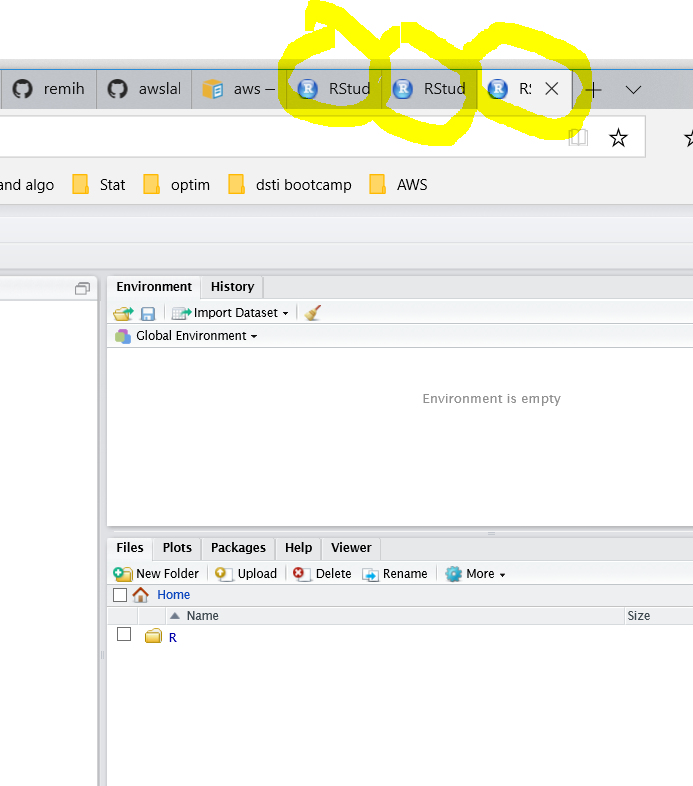 remih awslal aws — RStud RStud RS
and algo Stat optim dsti bootcamp AWS
Environment History
Import Dataset
Global Environment
Environment is empty
Files Plots Packages Help Viewer
New Folder Upload Delete Rename More
Home
Name Size
R